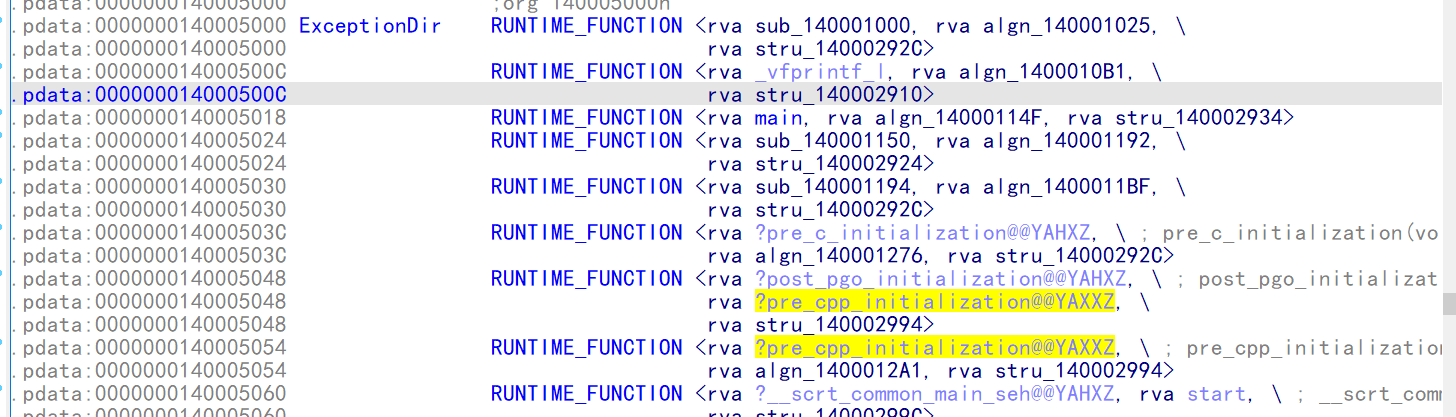 .pdata:0000000140005000 ;org 140005000h
.pdata:0000000140005000 ExceptionDir RUNTIME_FUNCTION <rva sub_140001000, rva algn_140001025, \
.pdata:0000000140005000 rva stru_14000292C>
.pdata:000000014000500C RUNTIME_FUNCTION <rva _vfprintf_l, rva algn_1400010B1, \
.pdata:000000014000500C rva stru_140002910>
.pdata:0000000140005018 RUNTIME_FUNCTION <rva main, rva algn_14000114F, rva stru_140002934>
.pdata:0000000140005024 RUNTIME_FUNCTION <rva sub_140001150, rva algn_140001192, \
.pdata:0000000140005024 rva stru_140002924>
.pdata:0000000140005030 RUNTIME_FUNCTION <rva sub_140001194, rva algn_1400011BF, \
.pdata:0000000140005030 rva stru_14000292C>
.pdata:000000014000503C RUNTIME_FUNCTION <rva ?pre_c_initialization@@YAHXZ, \ ; pre_c_initialization(vo
.pdata:000000014000503C rva algn_140001276, rva stru_14000292C>
.pdata:0000000140005048 RUNTIME_FUNCTION <rva ?post_pgo_initialization@@YAHXZ, \ ; post_pgo_initializat
.pdata:0000000140005048 rva ?pre_cpp_initialization@@YAXXZ, \
.pdata:0000000140005048 rva stru_140002994>
.pdata:0000000140005054 RUNTIME_FUNCTION <rva ?pre_cpp_initialization@@YAXXZ, \ ; pre_cpp_initialization
.pdata:0000000140005054 rva algn_1400012A1, rva stru_140002994>
.pdata:0000000140005060 RUNTIME_FUNCTION <rva ?__scrt_common_main_seh@@YAHXZ, rva start, \ ; __scrt_comm
.pdata:0000000140005060 rva stru_14000299C>